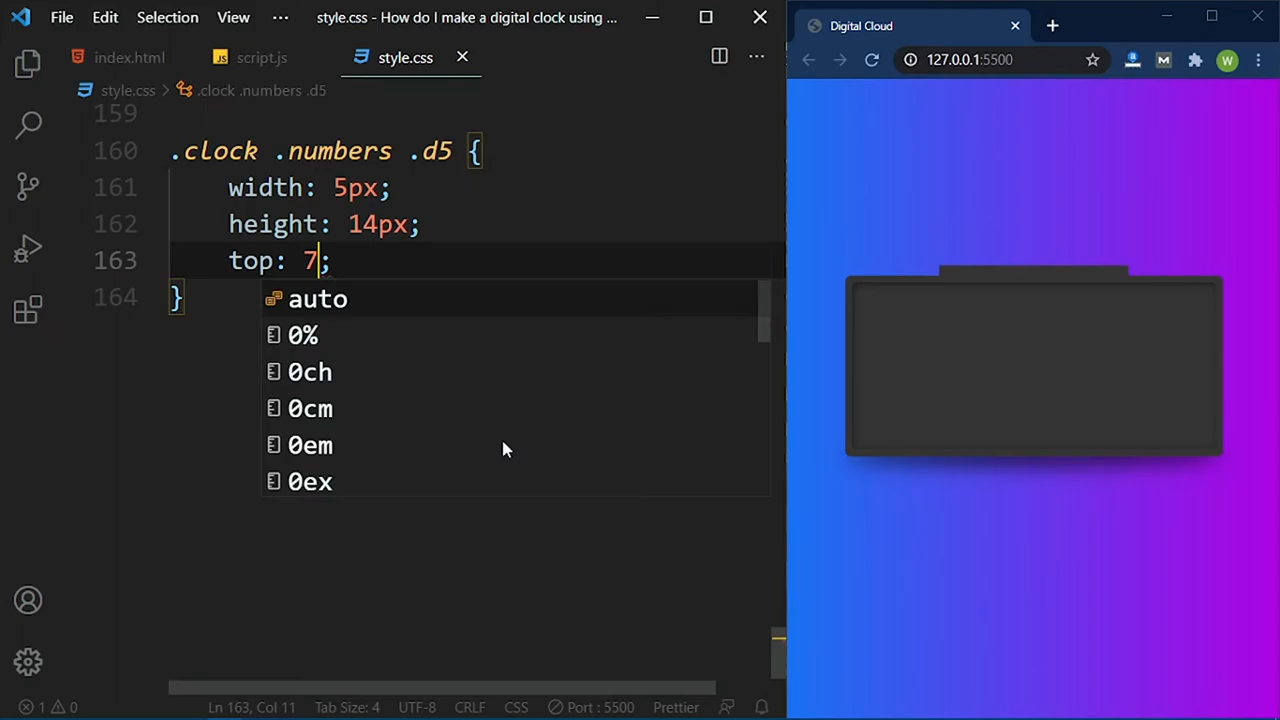 File Edit Selection View ··· style.css - How do I make a digital clock using ...
index.html JS script.js style.css
style.css > .clock .numbers .d5
159
160 .clock .numbers .d5 {
161 width: 5px;
162 height: 14px;
163 top: 7;
164 }
auto
0%
0ch
0cm
0em
0ex
1 0 Ln 163, Col 11 Tab Size: 4 UTF-8 CRLF CSS Port : 5500 Prettier
Digital Cloud
127.0.0.1:5500 M W